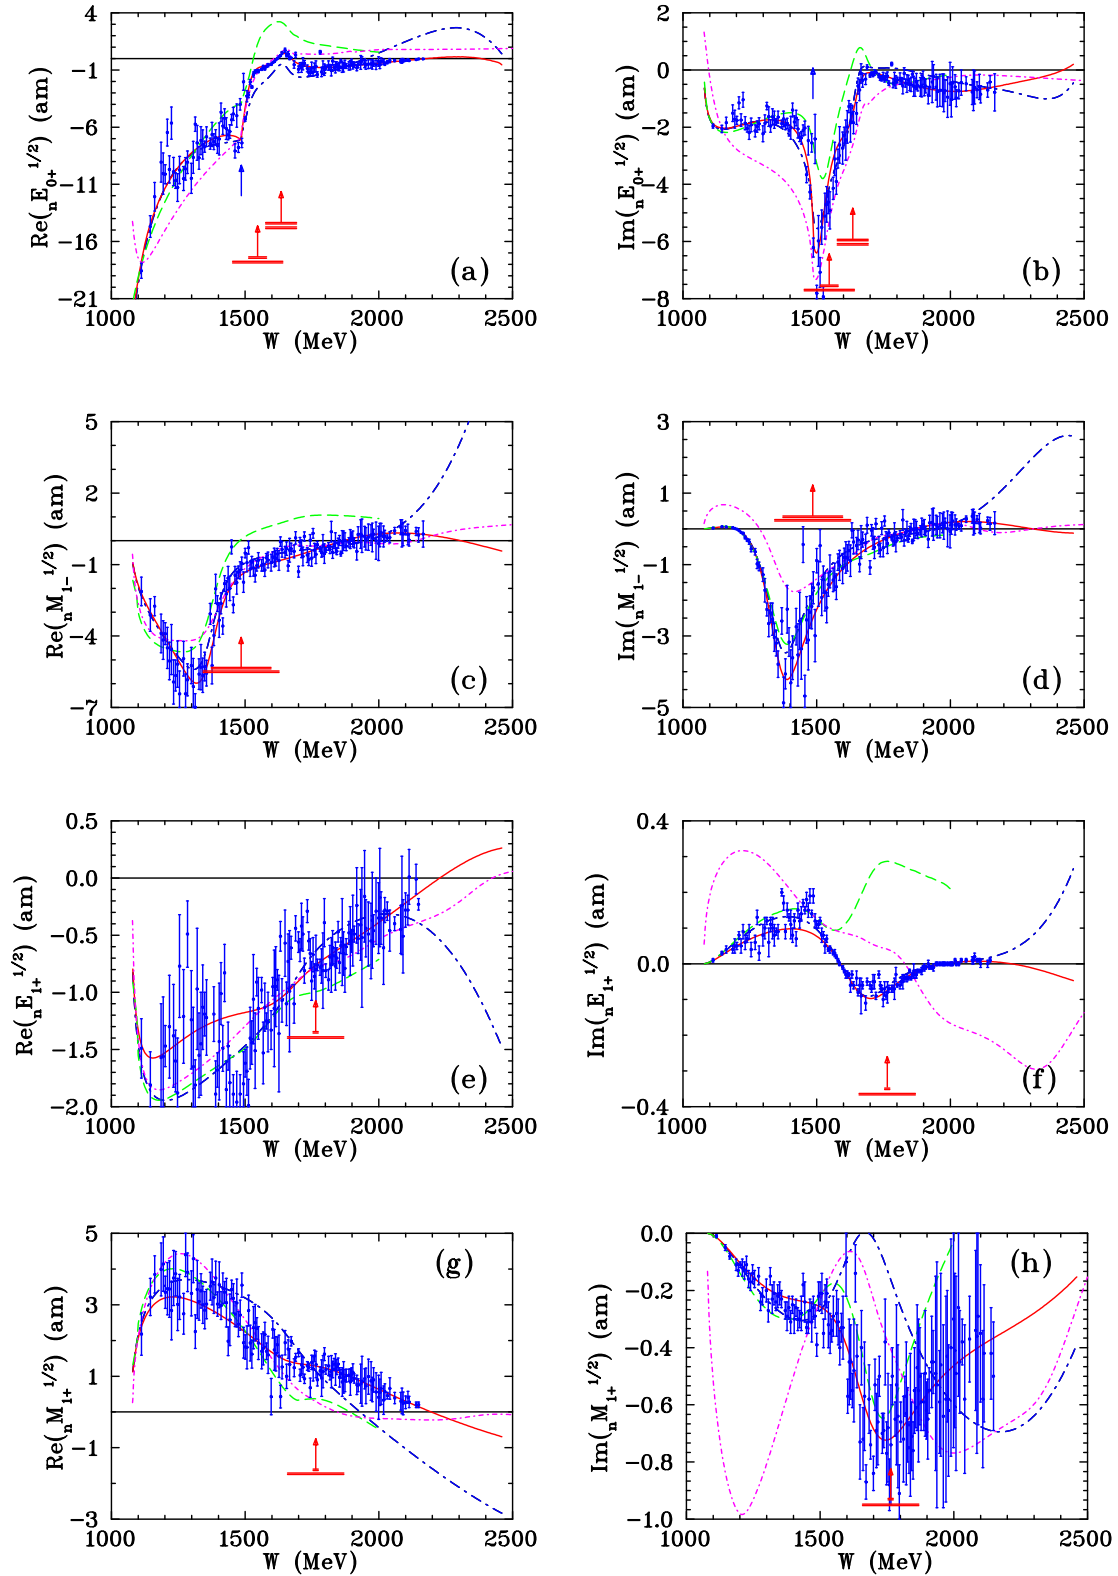 4
−1
−6
−11
−16
−21
Re(ₙE₀₊^1/2) (am)
(a)
1000 1500 2000 2500
W (MeV)
2
0
−2
−4
−6
−8
Im(ₙE₀₊^1/2) (am)
(b)
1000 1500 2000 2500
W (MeV)
5
2
−1
−4
−7
Re(ₙM₁₋^1/2) (am)
(c)
1000 1500 2000 2500
W (MeV)
3
1
−1
−3
−5
Im(ₙM₁₋^1/2) (am)
(d)
1000 1500 2000 2500
W (MeV)
0.5
0.0
−0.5
−1.0
−1.5
−2.0
Re(ₙE₁₊^1/2) (am)
(e)
1000 1500 2000 2500
W (MeV)
0.4
0.0
−0.4
Im(ₙE₁₊^1/2) (am)
(f)
1000 1500 2000 2500
W (MeV)
5
3
1
−1
−3
Re(ₙM₁₊^1/2) (am)
(g)
1000 1500 2000 2500
W (MeV)
0.0
−0.2
−0.4
−0.6
−0.8
−1.0
Im(ₙM₁₊^1/2) (am)
(h)
1000 1500 2000 2500
W (MeV)